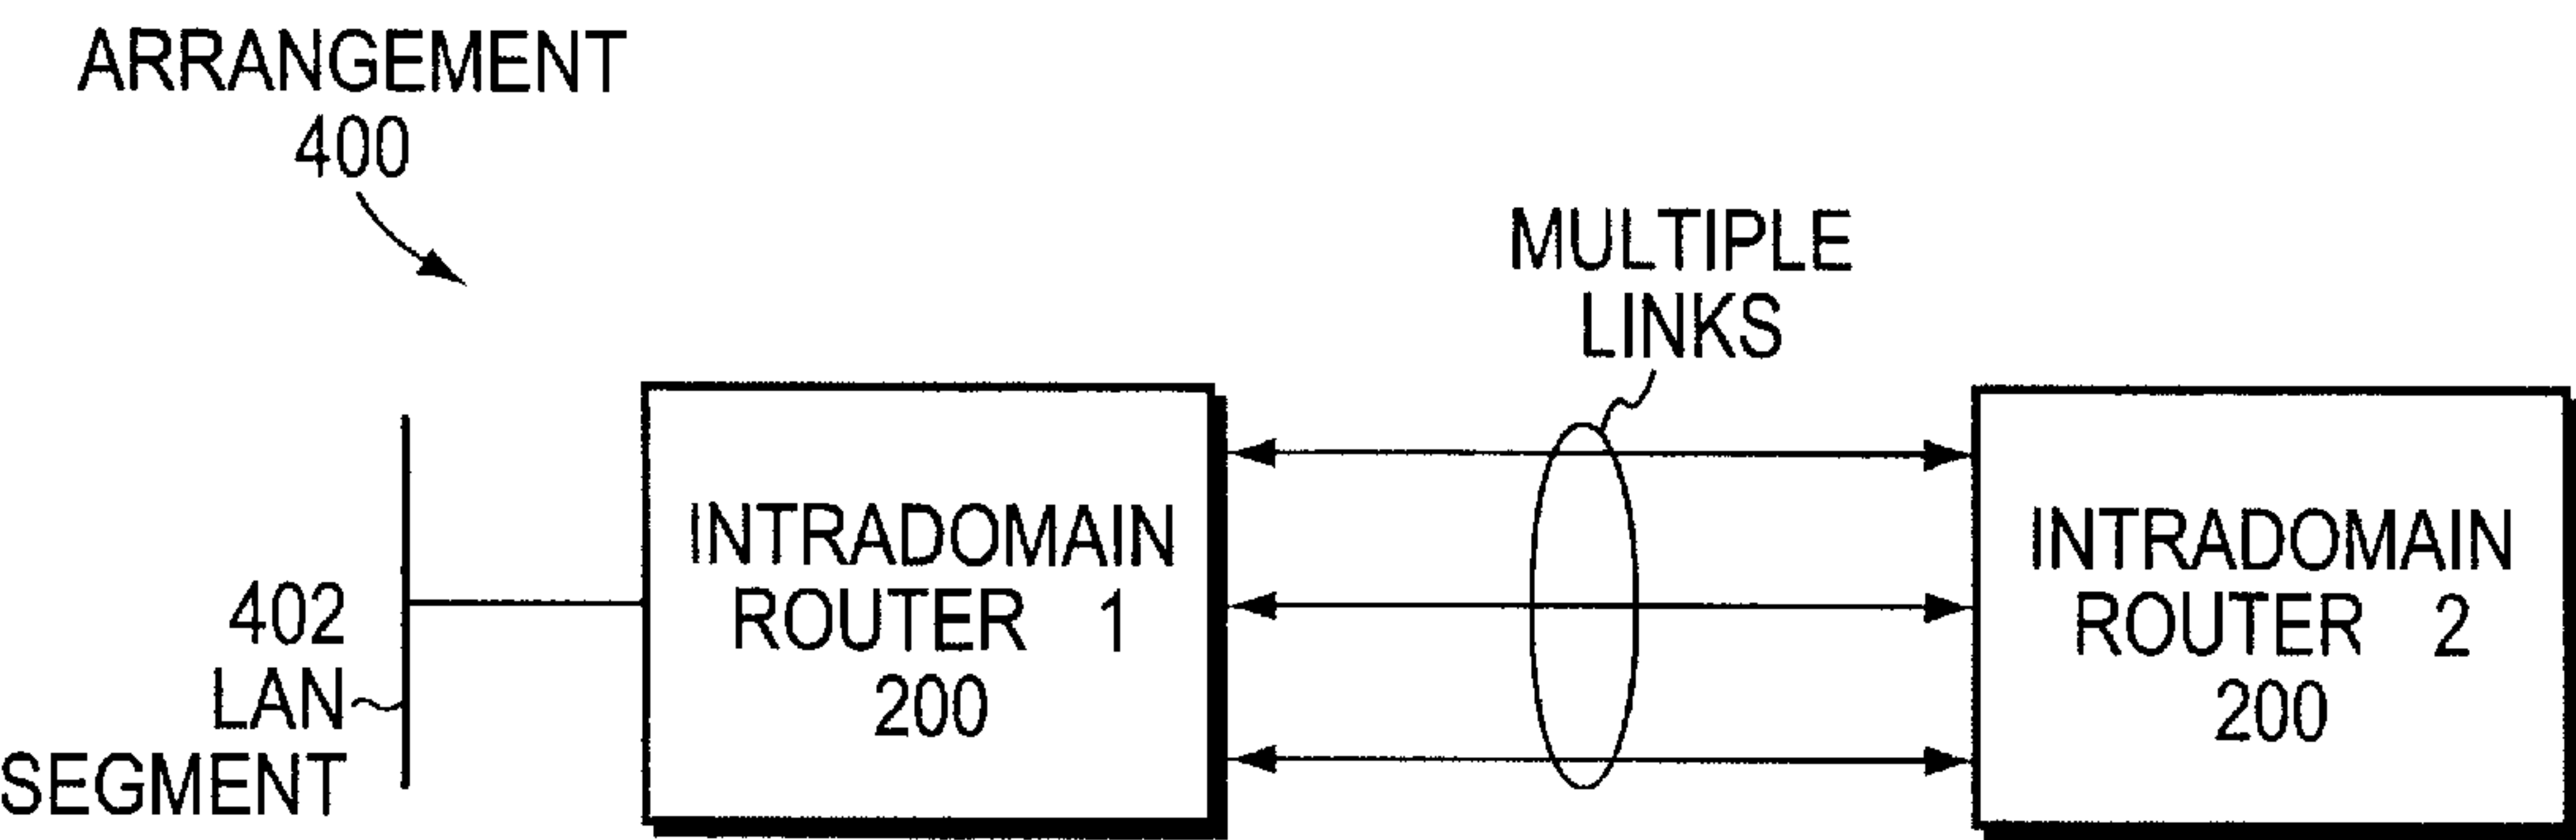 ARRANGEMENT
400
MULTIPLE
LINKS
402
LAN
SEGMENT
INTRADOMAIN
ROUTER 1
200
INTRADOMAIN
ROUTER 2
200